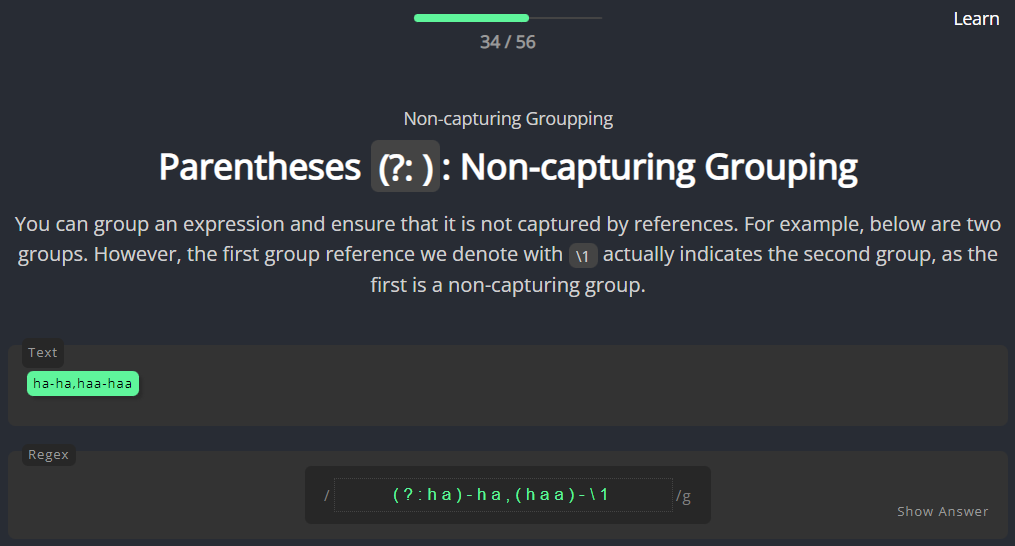 Learn
34 / 56
Non-capturing Groupping
Parentheses (?: ): Non-capturing Grouping
You can group an expression and ensure that it is not captured by references. For example, below are two
groups. However, the first group reference we denote with \1 actually indicates the second group, as the
first is a non-capturing group.
Text
ha-ha,haa-haa
Regex
/ (?:ha)-ha,(haa)-\1 /g
Show Answer